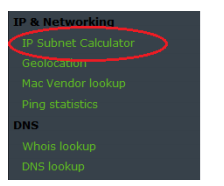 IP & Networking
IP Subnet Calculator
Geolocation
Mac Vendor lookup
Ping statistics
DNS
Whois lookup
DNS lookup